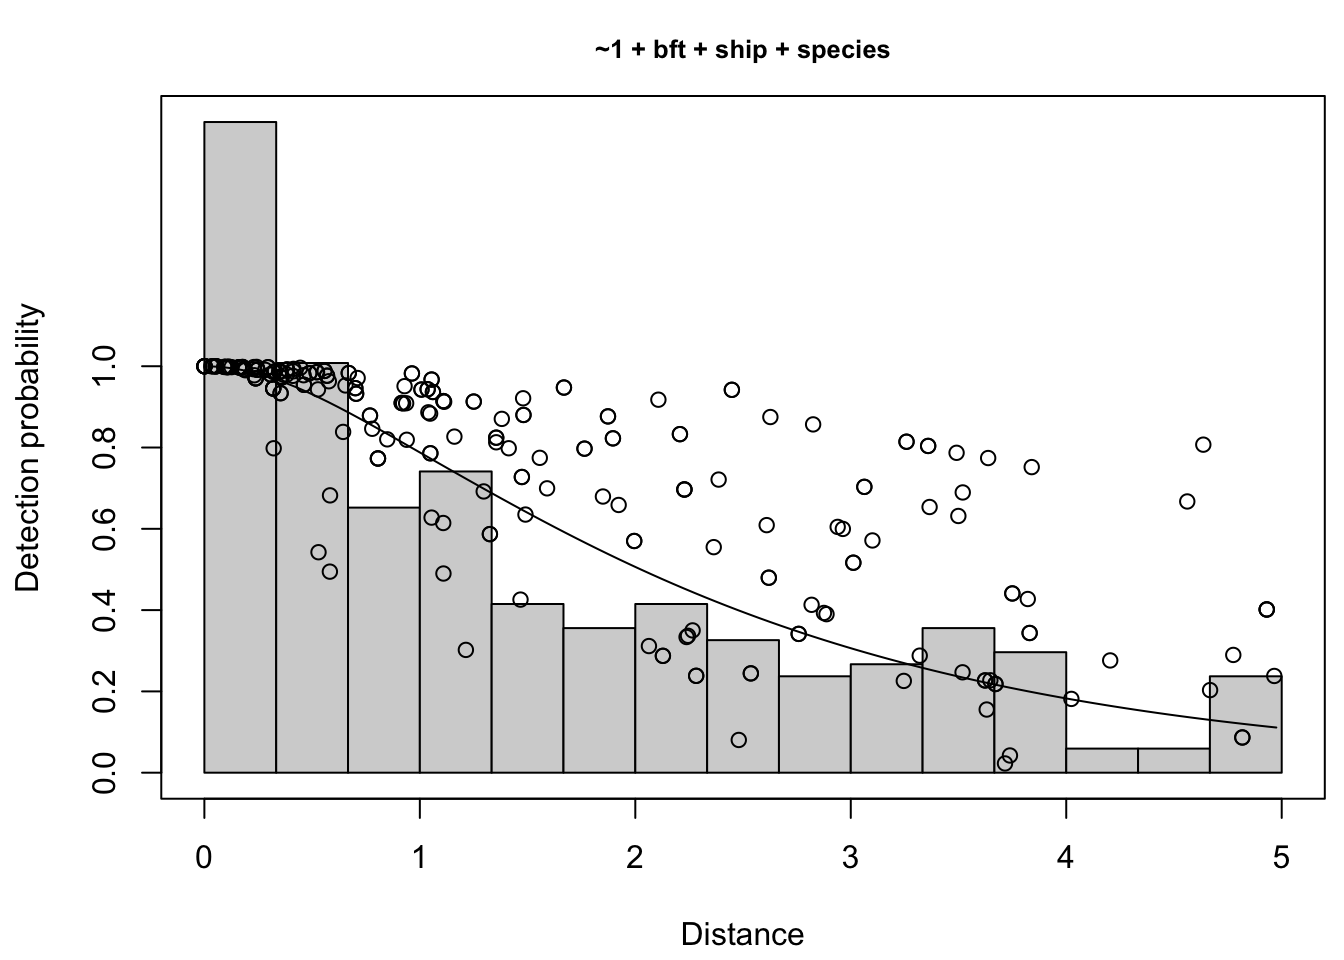 ~1 + bft + ship + species
Detection probability
1.0
0.8
0.6
0.4
0.2
0.0
0 1 2 3 4 5
Distance